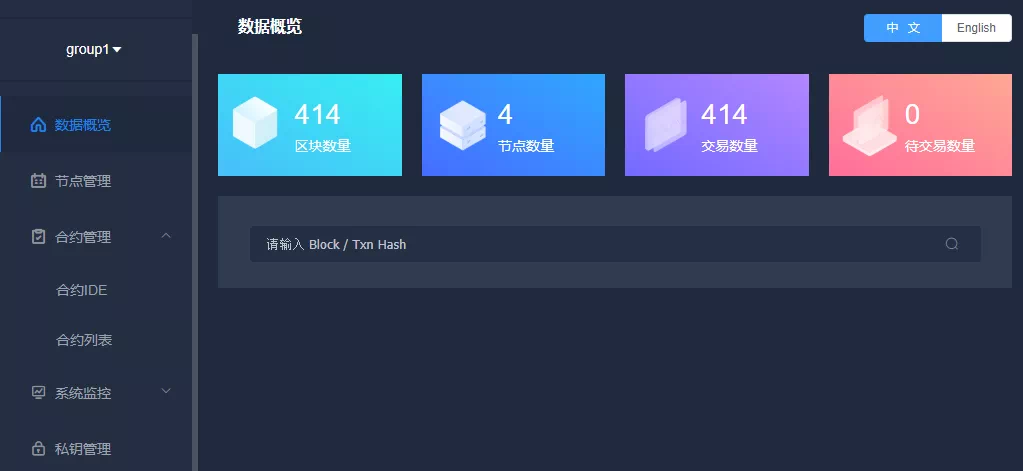 group1
数据概览
节点管理
合约管理
合约IDE
合约列表
系统监控
私钥管理
数据概览
中 文
English
414
区块数量
4
节点数量
414
交易数量
0
待交易数量
请输入 Block / Txn Hash